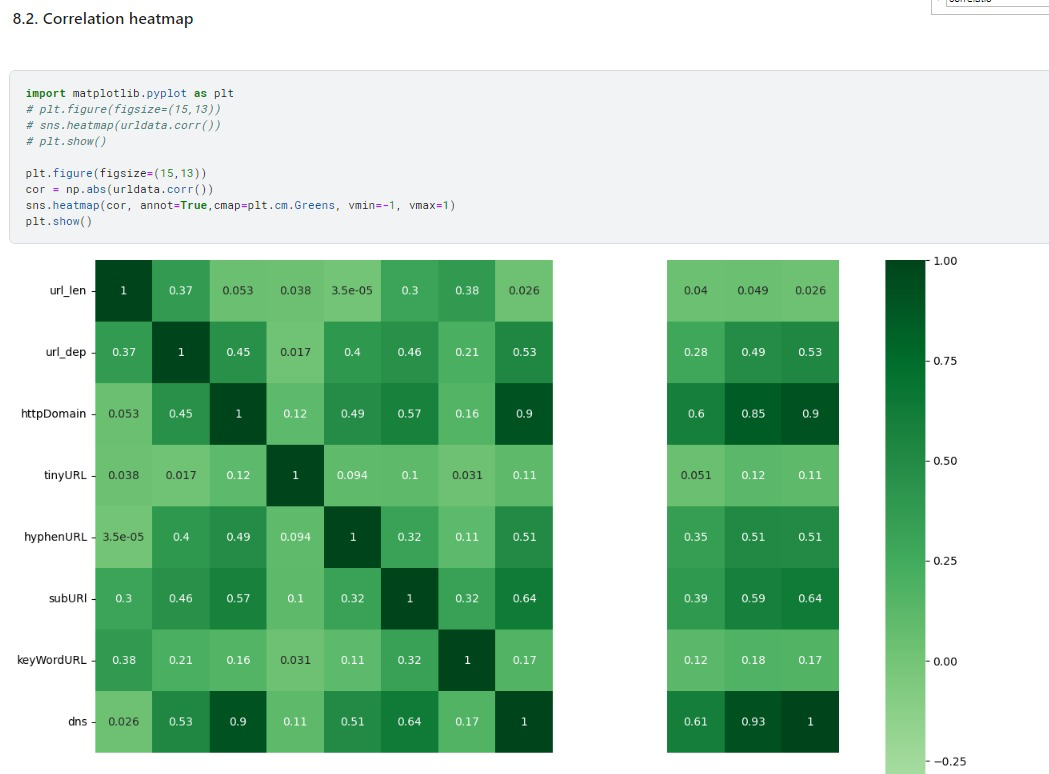 8.2. Correlation heatmap
import matplotlib.pyplot as plt
# plt.figure(figsize=(15,13))
# sns.heatmap(urldata.corr())
# plt.show()
plt.figure(figsize=(15,13))
cor = np.abs(urldata.corr())
sns.heatmap(cor, annot=True,cmap=plt.cm.Greens, vmin=-1, vmax=1)
plt.show()
url_len 1 0.37 0.053 0.038 3.5e-05 0.3 0.38 0.026 0.04 0.049 0.026
url_dep 0.37 1 0.45 0.017 0.4 0.46 0.21 0.53 0.28 0.49 0.53
httpDomain 0.053 0.45 1 0.12 0.49 0.57 0.16 0.9 0.6 0.85 0.9
tinyURL 0.038 0.017 0.12 1 0.094 0.1 0.031 0.11 0.051 0.12 0.11
hyphenURL 3.5e-05 0.4 0.49 0.094 1 0.32 0.11 0.51 0.35 0.51 0.51
subURl 0.3 0.46 0.57 0.1 0.32 1 0.32 0.64 0.39 0.59 0.64
keyWordURL 0.38 0.21 0.16 0.031 0.11 0.32 1 0.17 0.12 0.18 0.17
dns 0.026 0.53 0.9 0.11 0.51 0.64 0.17 1 0.61 0.93 1
1.00
0.75
0.50
0.25
0.00
−0.25